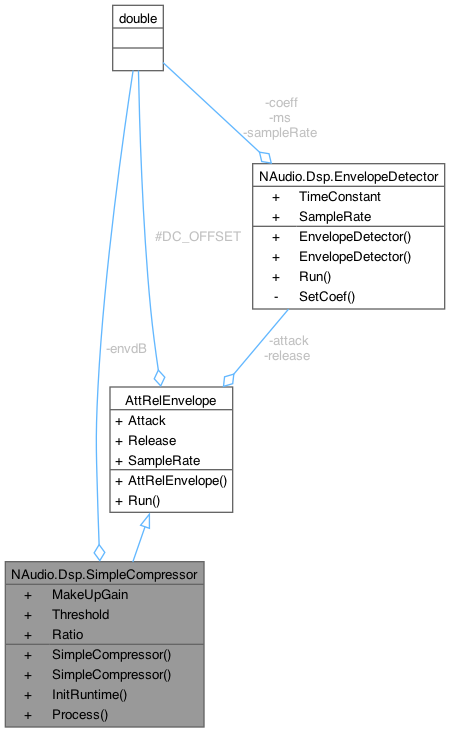 double
-coeff
-ms
-sampleRate
NAudio.Dsp.EnvelopeDetector
+ TimeConstant
+ SampleRate
+ EnvelopeDetector()
+ EnvelopeDetector()
+ Run()
- SetCoef()
#DC_OFFSET
-envdB
-attack
-release
AttRelEnvelope
+ Attack
+ Release
+ SampleRate
+ AttRelEnvelope()
+ Run()
NAudio.Dsp.SimpleCompressor
+ MakeUpGain
+ Threshold
+ Ratio
+ SimpleCompressor()
+ SimpleCompressor()
+ InitRuntime()
+ Process()